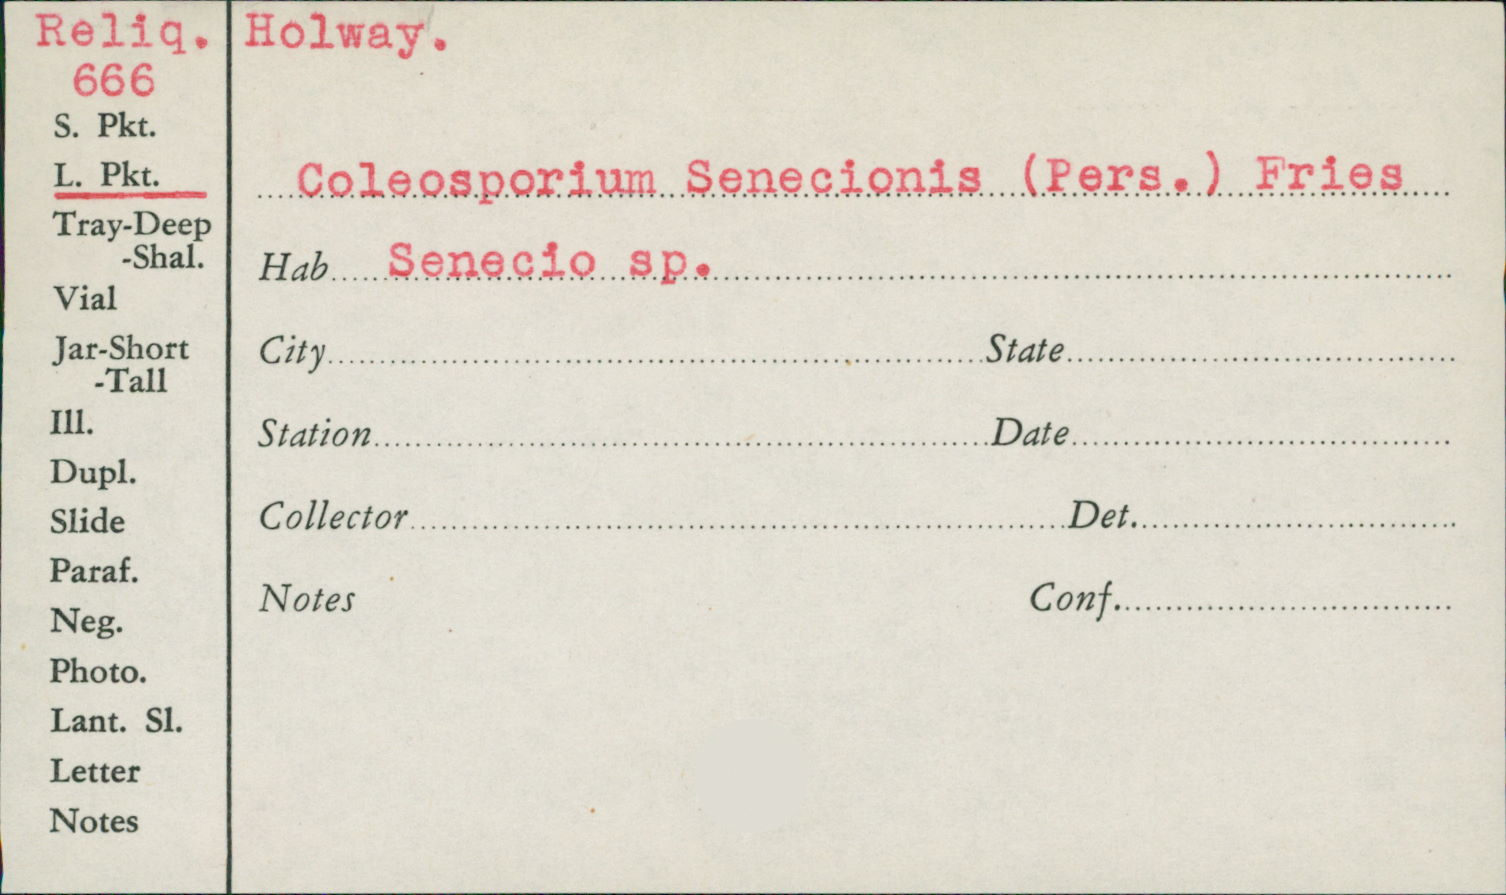 Reliq. Holway.
666
S. Pkt.
L. Pkt.
Coleosporium Senecionis (Pers.) Fries
Tray-Deep
-Shal.
Hab Senecio sp.
Vial
Jar-Short
-Tall
City State
Ill.
Station Date
Dupl.
Slide
Collector Det.
Paraf.
Notes Conf.
Neg.
Photo.
Lant. Sl.
Letter
Notes